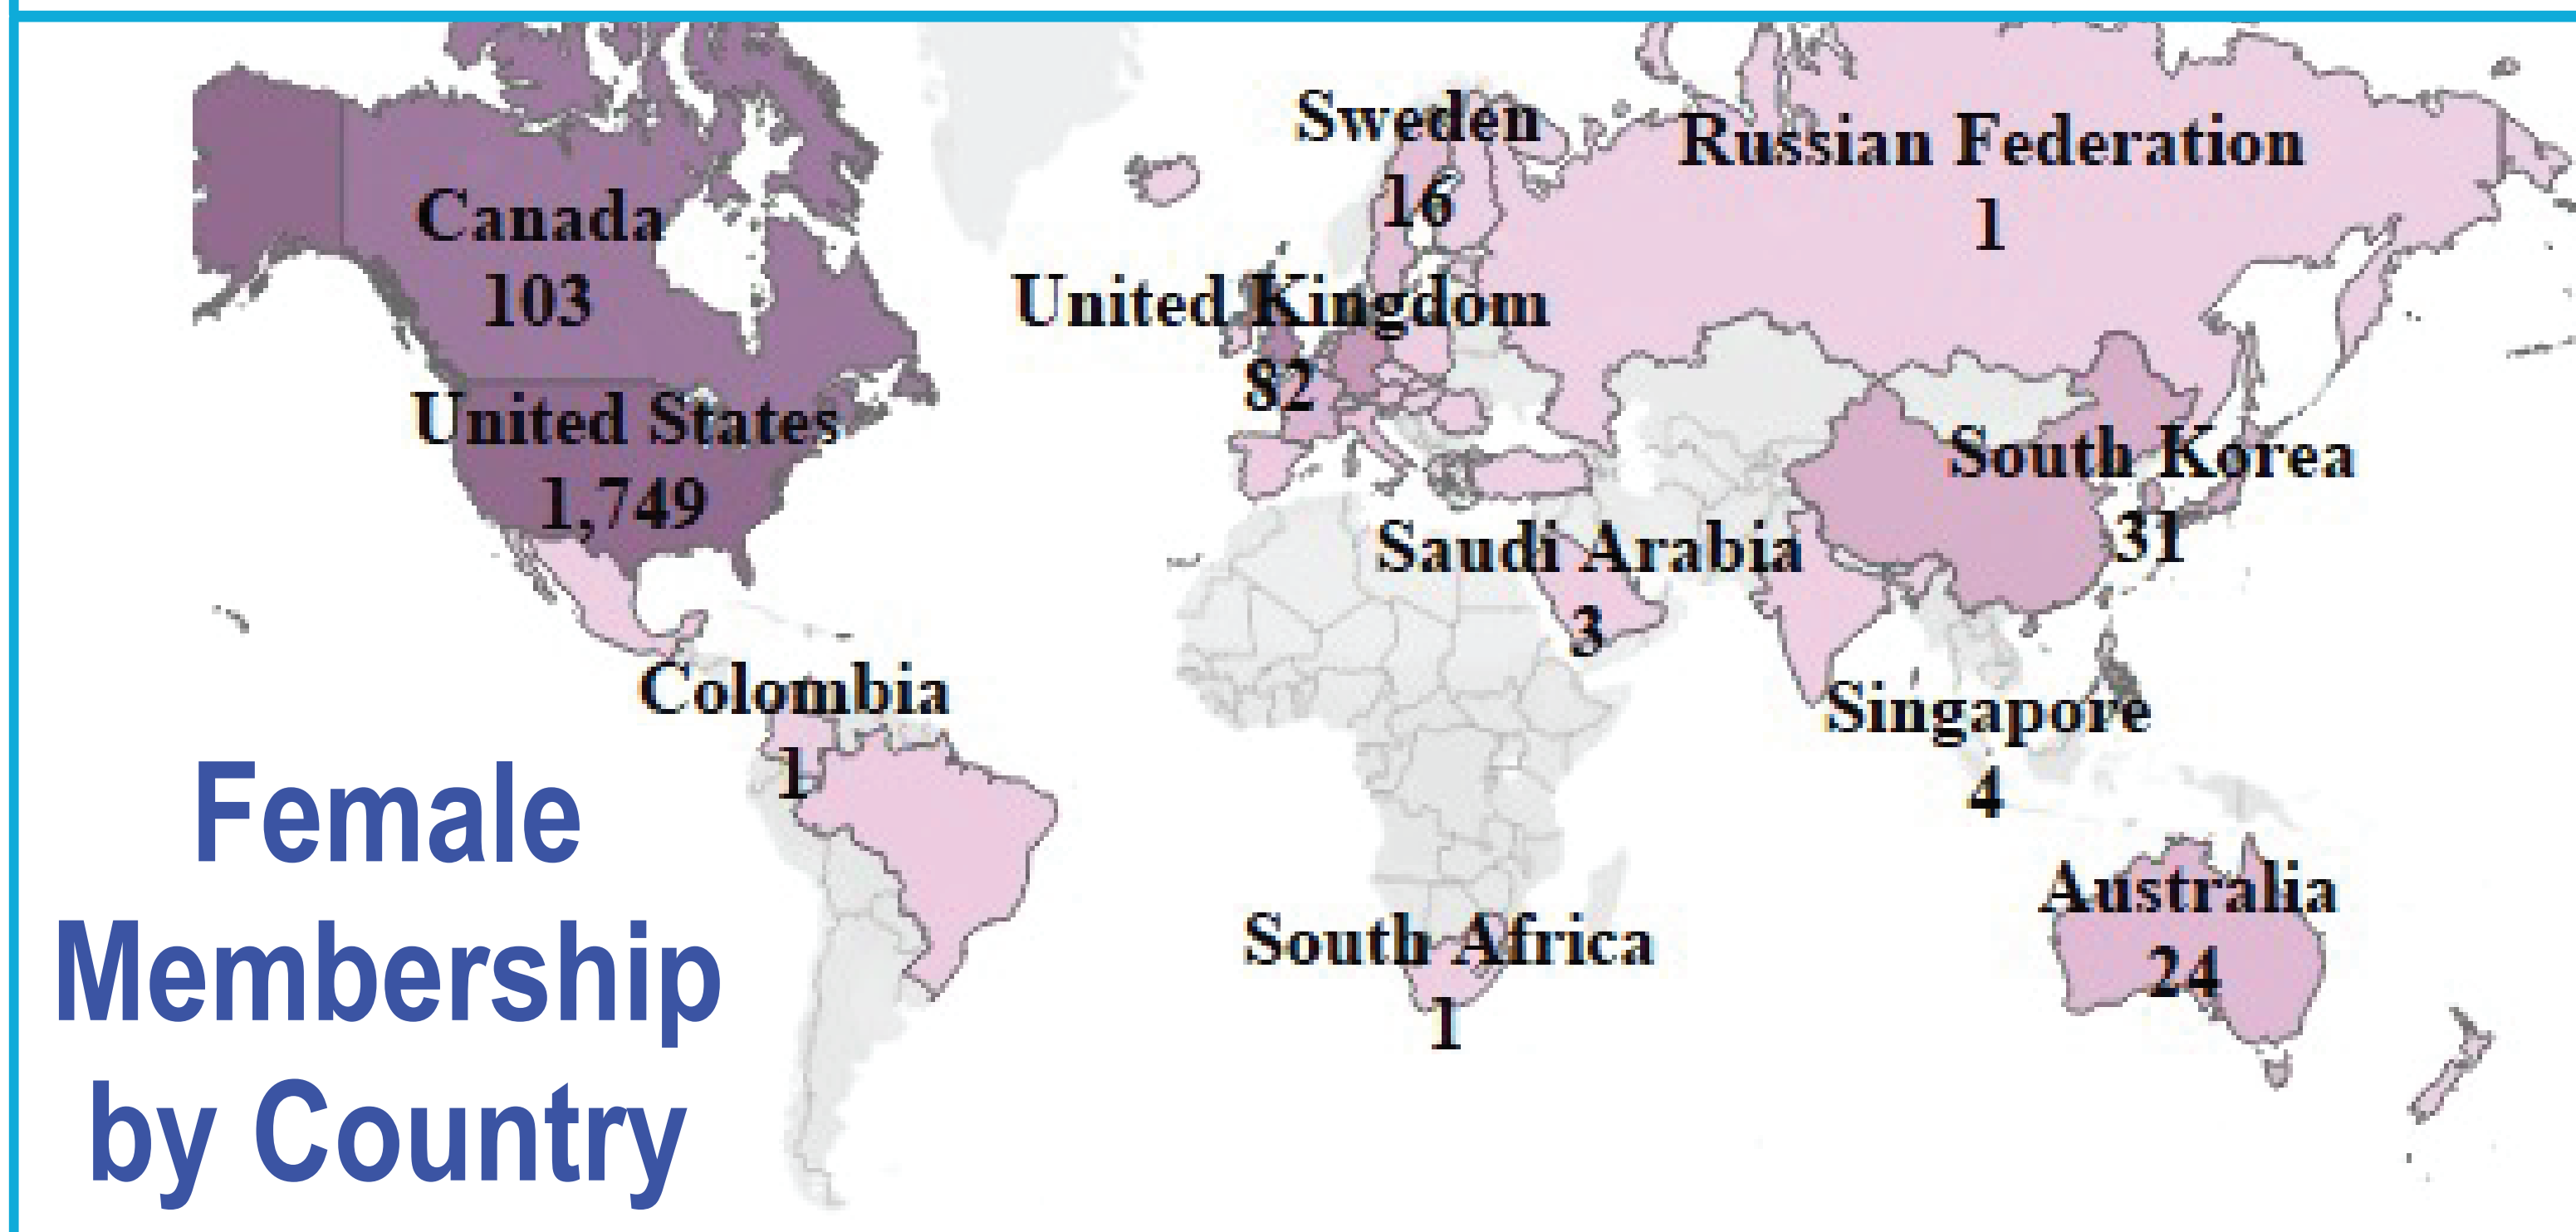 Sweden
16
Russian Federation
1
Canada
103
United Kingdom
82
United States
1,749
South Korea
31
Saudi Arabia
3
Colombia
1
Singapore
4
Australia
24
South Africa
1
Female
Membership
by Country